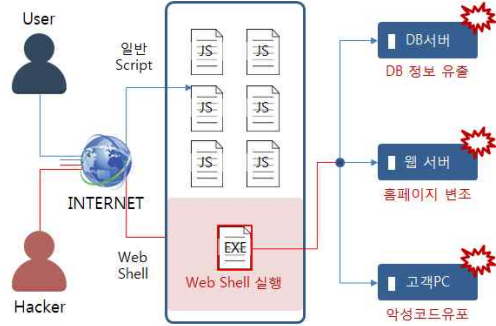 User
일반
Script
JS
JS
DB서버
DB 정보 유출
JS
JS
INTERNET
JS
JS
웹 서버
홈페이지 변조
Web
Shell
EXE
Web Shell 실행
Hacker
고객PC
악성코드유포